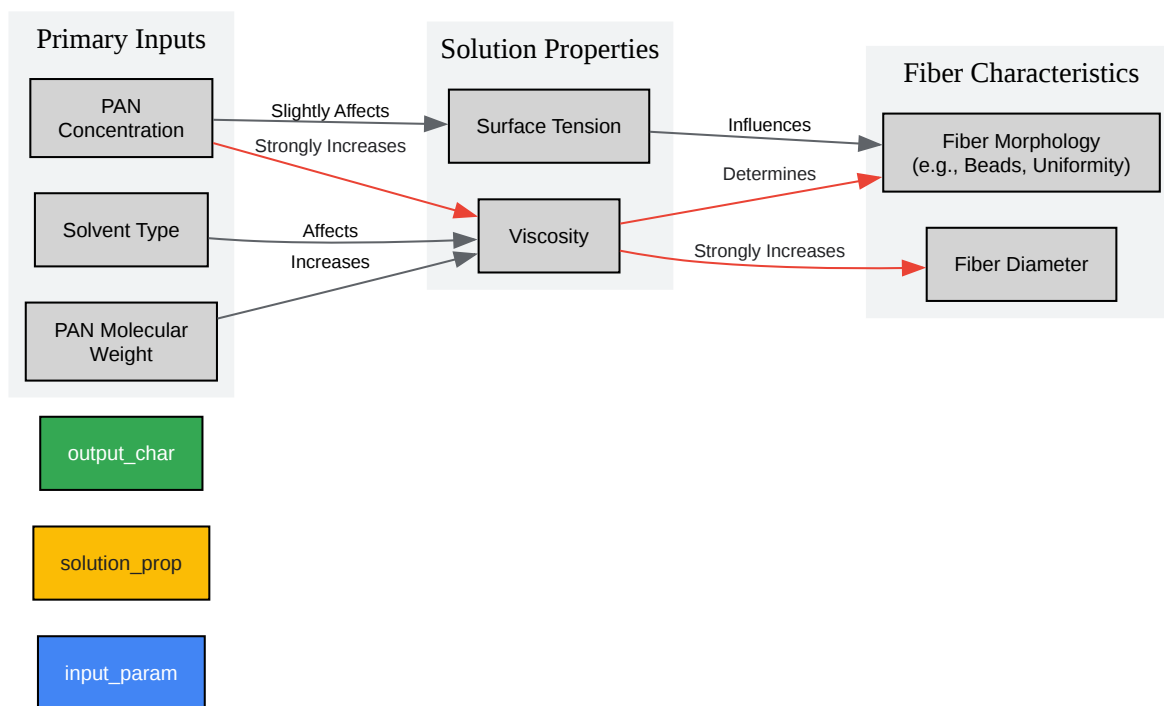 Primary Inputs
PAN
Concentration
Solvent Type
PAN Molecular
Weight
Slightly Affects
Strongly Increases
Affects
Increases
Solution Properties
Surface Tension
Viscosity
Influences
Determines
Strongly Increases
Fiber Characteristics
Fiber Morphology
(e.g., Beads, Uniformity)
Fiber Diameter
output_char
solution_prop
input_param